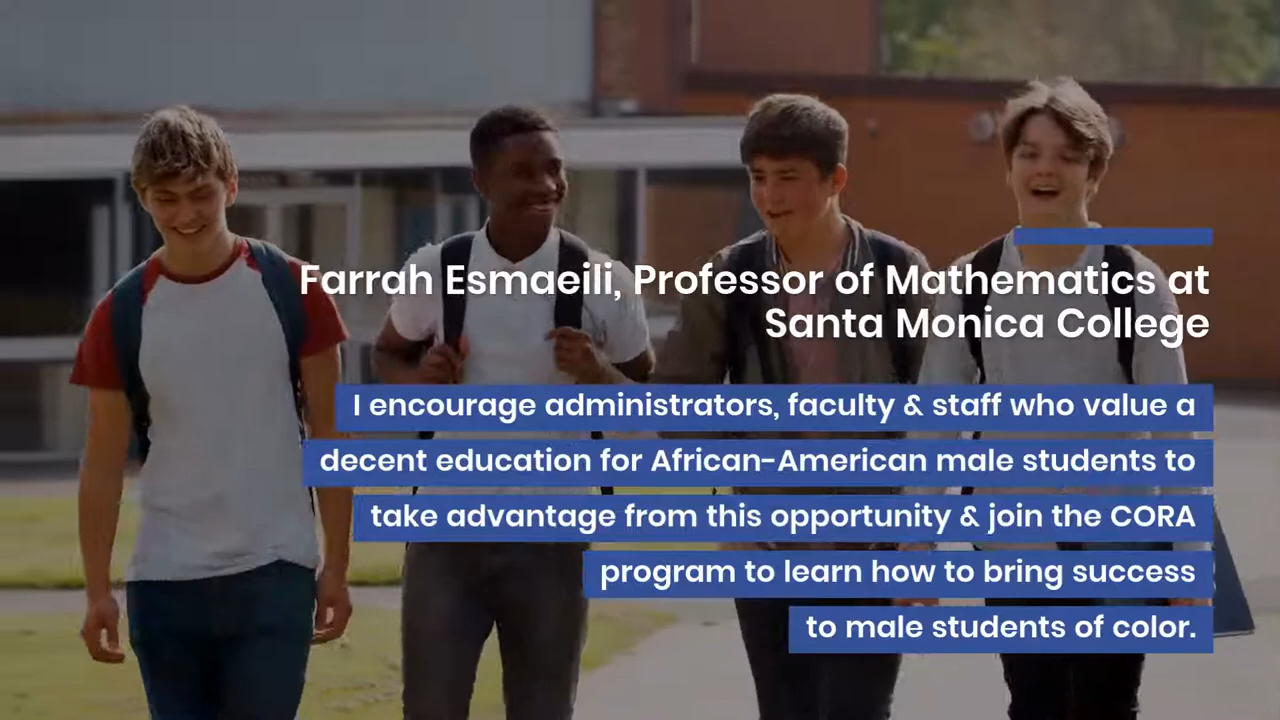 Farrah Esmaeili, Professor of Mathematics at
Santa Monica College
I encourage administrators, faculty & staff who value a
decent education for African-American male students to
take advantage from this opportunity & join the CORA
program to learn how to bring success
to male students of color.